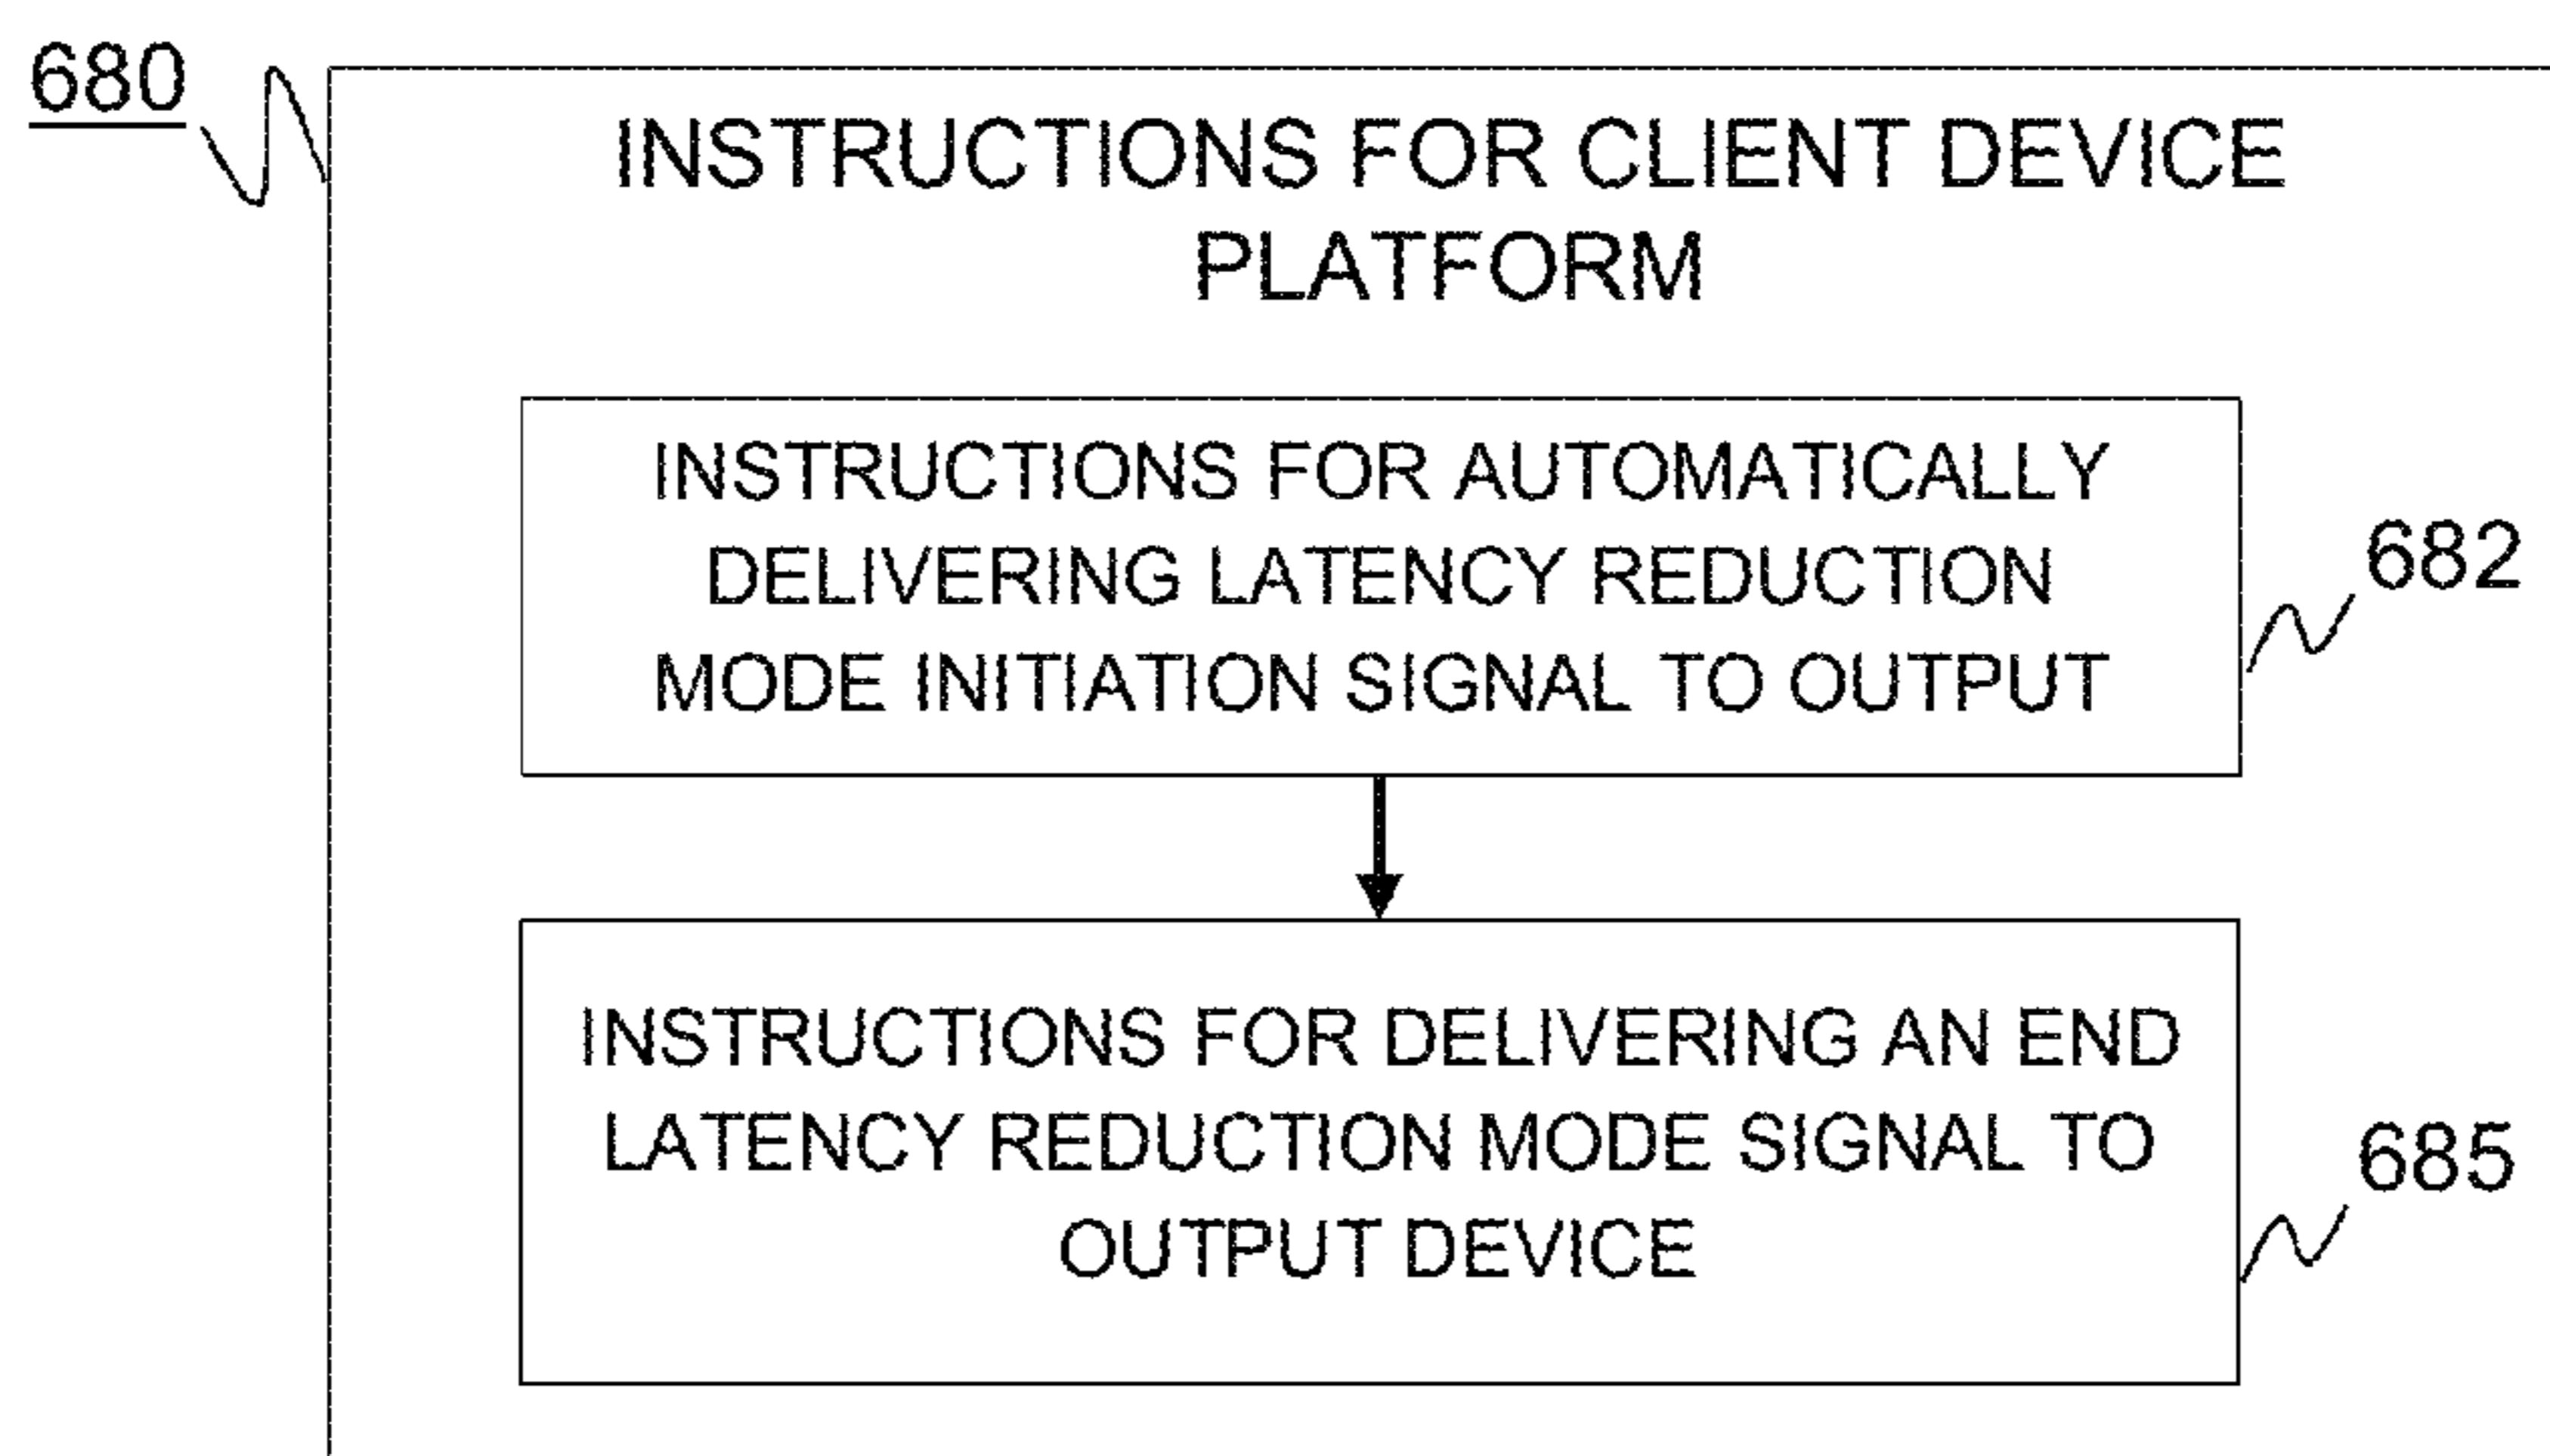 680
INSTRUCTIONS FOR CLIENT DEVICE
PLATFORM
INSTRUCTIONS FOR AUTOMATICALLY
DELIVERING LATENCY REDUCTION
MODE INITIATION SIGNAL TO OUTPUT
682
INSTRUCTIONS FOR DELIVERING AN END
LATENCY REDUCTION MODE SIGNAL TO
OUTPUT DEVICE
685